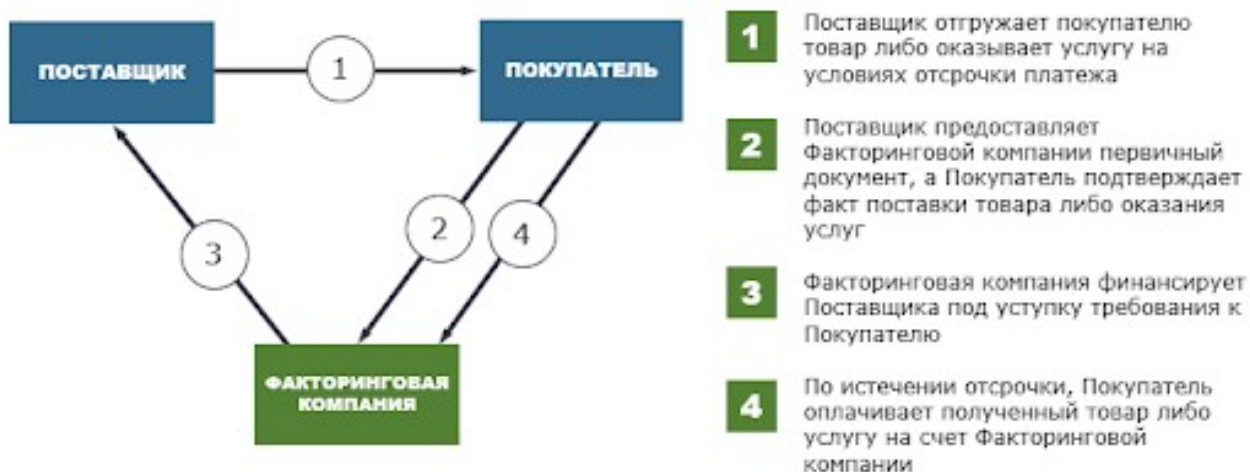 ПОСТАВЩИК
1
ПОКУПАТЕЛЬ
2
4
3
ФАКТОРИНГОВАЯ
КОМПАНИЯ
1
Поставщик отгружает покупателю
товар либо оказывает услугу на
условиях отсрочки платежа
2
Поставщик предоставляет
Факторинговой компании первичный
документ, а Покупатель подтверждает
факт поставки товара либо оказания
услуг
3
Факторинговая компания финансирует
Поставщика под уступку требования к
Покупателю
4
По истечении отсрочки, Покупатель
оплачивает полученный товар либо
услугу на счет Факторинговой
компании